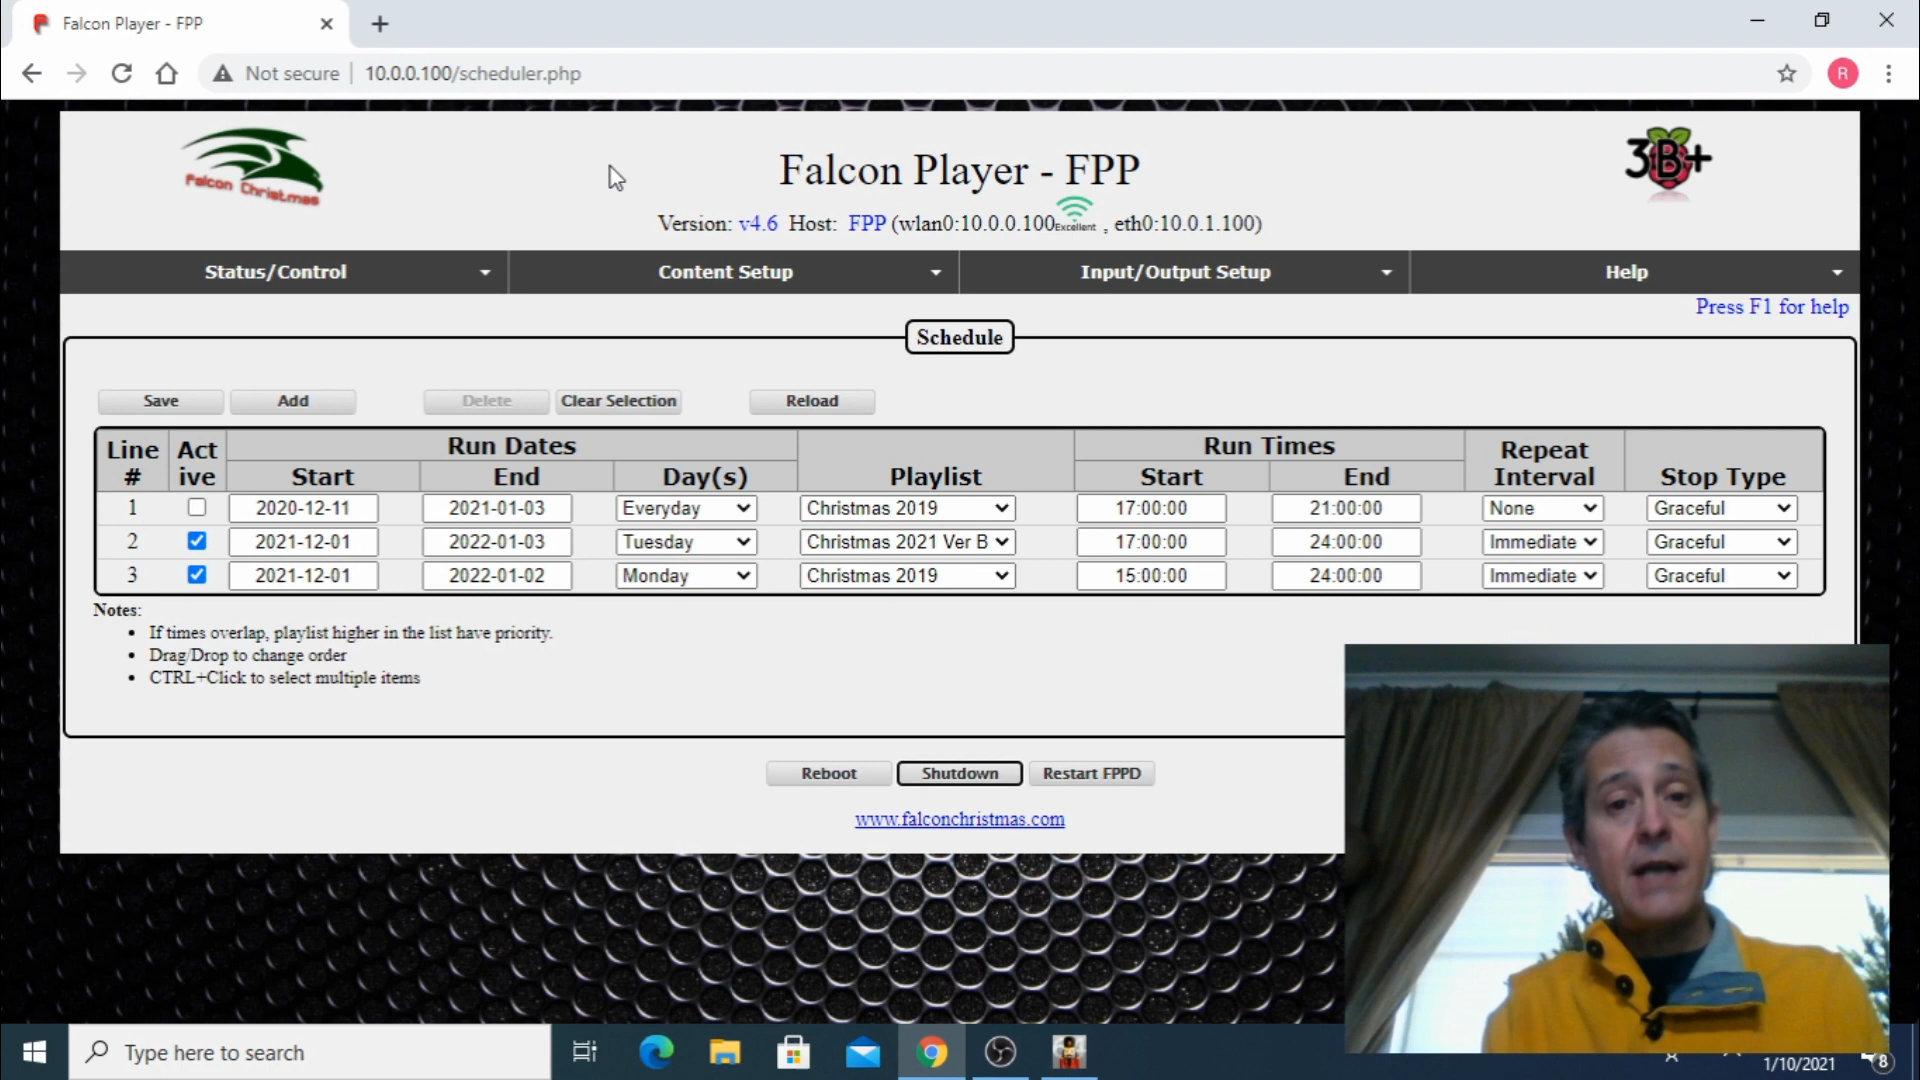 Falcon Player - FPP
Not secure | 10.0.0.100/scheduler.php
R
Falcon Christmas
Falcon Player - FPP
3B+
Version: v4.6 Host: FPP (wlan0:10.0.0.100 Excellent , eth0:10.0.1.100)
Status/Control Content Setup Input/Output Setup Help
Press F1 for help
Schedule
Save Add Delete Clear Selection Reload
Line # Active Run Dates Playlist Run Times Repeat Interval Stop Type
Start End Day(s) Start End
1 2020-12-11 2021-01-03 Everyday Christmas 2019 17:00:00 21:00:00 None Graceful
2 2021-12-01 2022-01-03 Tuesday Christmas 2021 Ver B 17:00:00 24:00:00 Immediate Graceful
3 2021-12-01 2022-01-02 Monday Christmas 2019 15:00:00 24:00:00 Immediate Graceful
Notes:
• If times overlap, playlist higher in the list have priority.
• Drag/Drop to change order
• CTRL+Click to select multiple items
Reboot Shutdown Restart FPPD
www.falconchristmas.com
Type here to search
1/10/2021
8